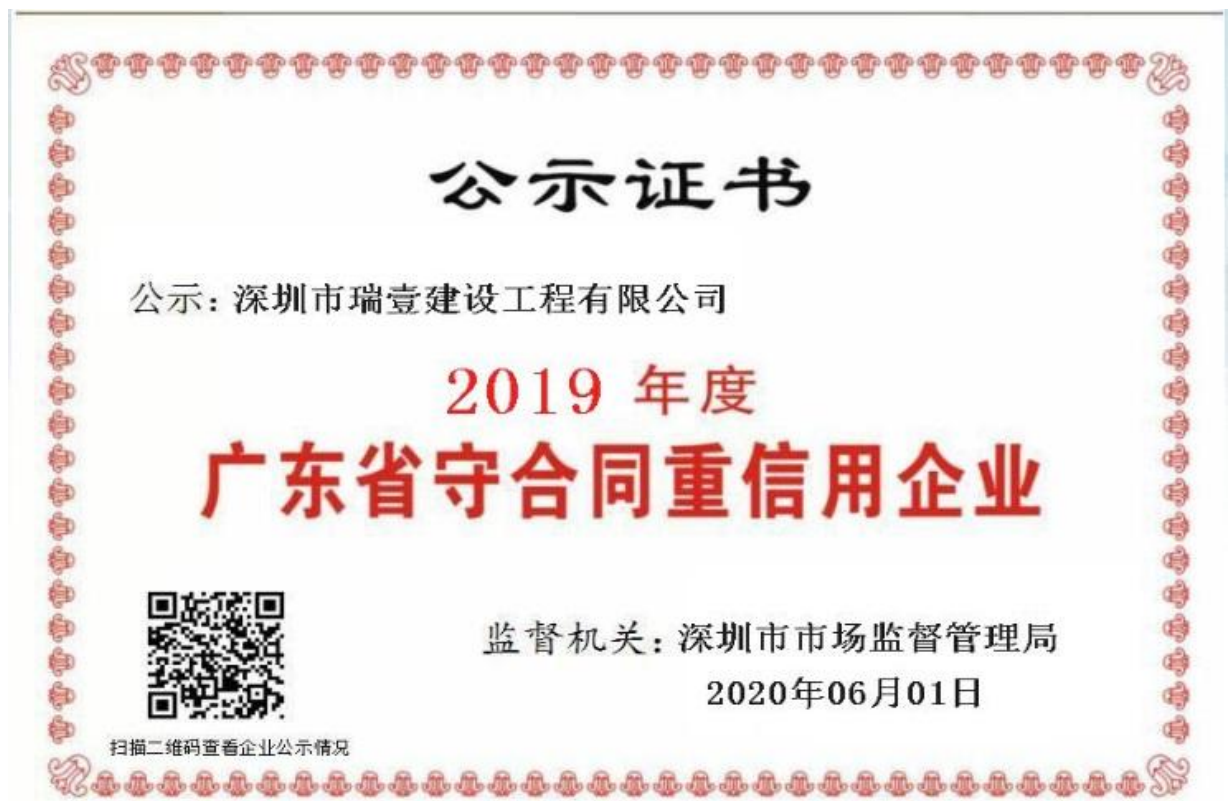 公示证书
公示：深圳市瑞壹建设工程有限公司
2019 年度
广东省守合同重信用企业
监督机关：深圳市市场监督管理局
2020年06月01日
扫描二维码查看企业公示情况